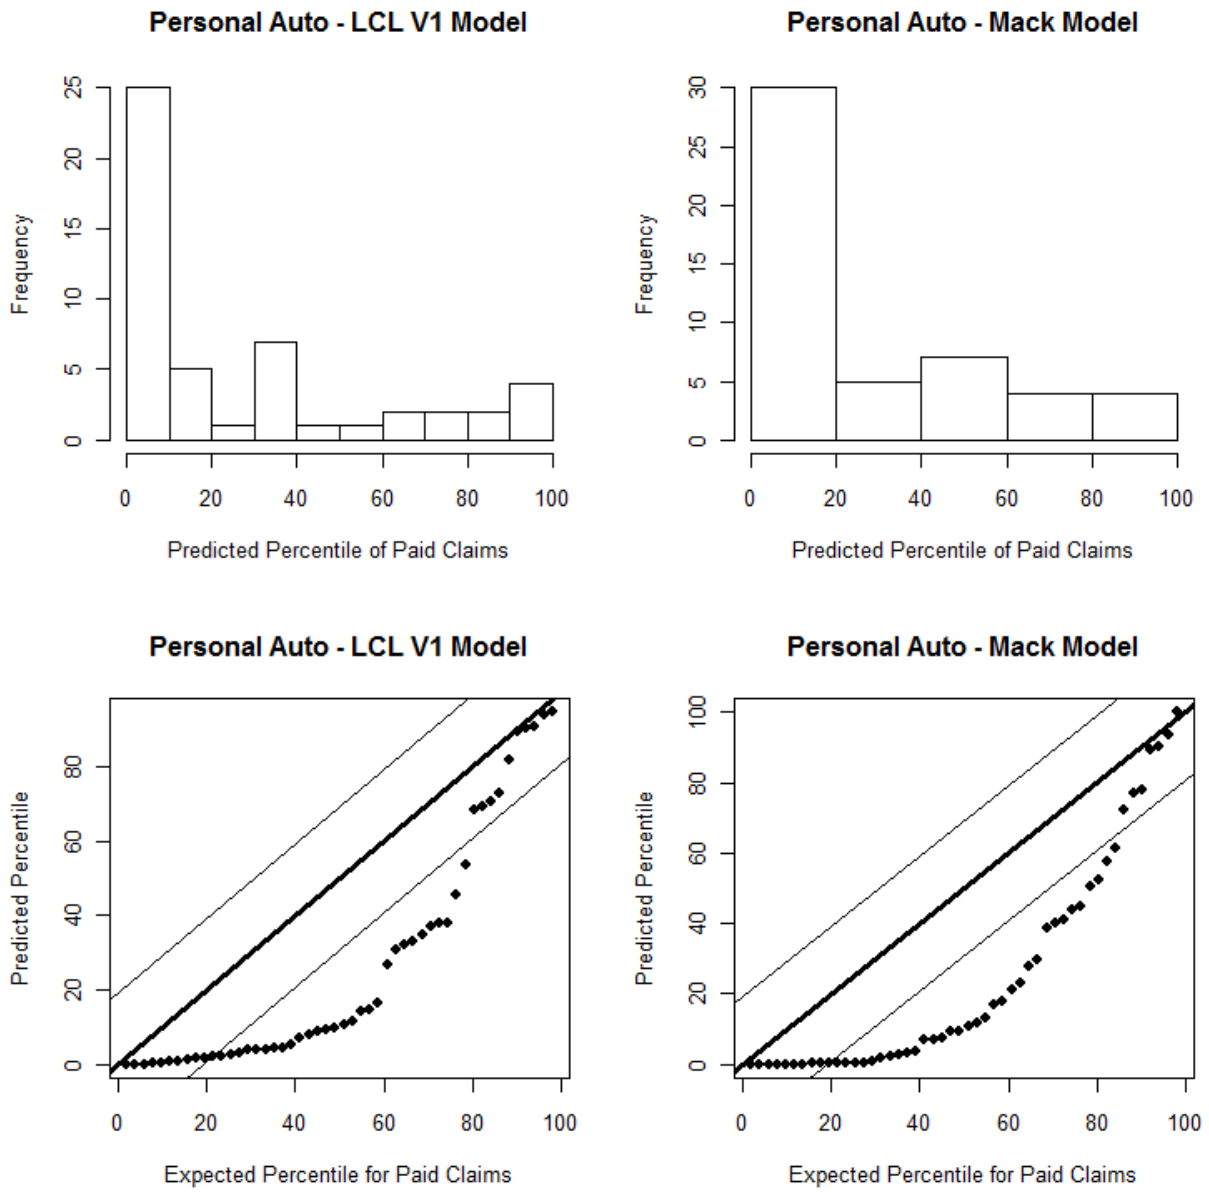 Personal Auto - LCL V1 Model
Frequency
0
5
10
15
20
25
0 20 40 60 80 100
Predicted Percentile of Paid Claims
Personal Auto - Mack Model
Frequency
0
5
10
15
20
25
30
0 20 40 60 80 100
Predicted Percentile of Paid Claims
Personal Auto - LCL V1 Model
Predicted Percentile
0
20
40
60
80
0 20 40 60 80 100
Expected Percentile for Paid Claims
Personal Auto - Mack Model
Predicted Percentile
0
20
40
60
80
100
0 20 40 60 80 100
Expected Percentile for Paid Claims